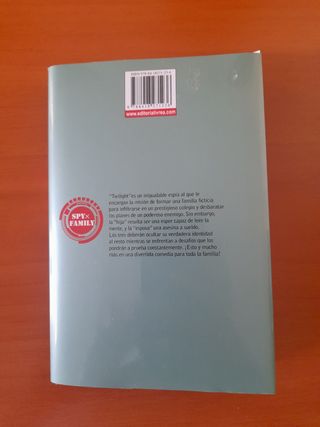 www.editorialivrea.com
SPY×
FAMILY
"Twilight"es un inigualable espía al que le
encargan la misión de formar una familia ficticia
para infiltrarse en un prestigioso colegio y desbaratar
los planes de un poderoso enemigo. Sin embargo,
la "hija" resulta ser una esper capaz de leer la
mente, y la "esposa" una asesina a sueldo.
Los tres deberán ocultar su verdadera identidad
al resto mientras se enfrentan a desafíos que los
pondrán a prueba constantemente. ¡Esto y mucho
más en una divertida comedia para toda la familia!